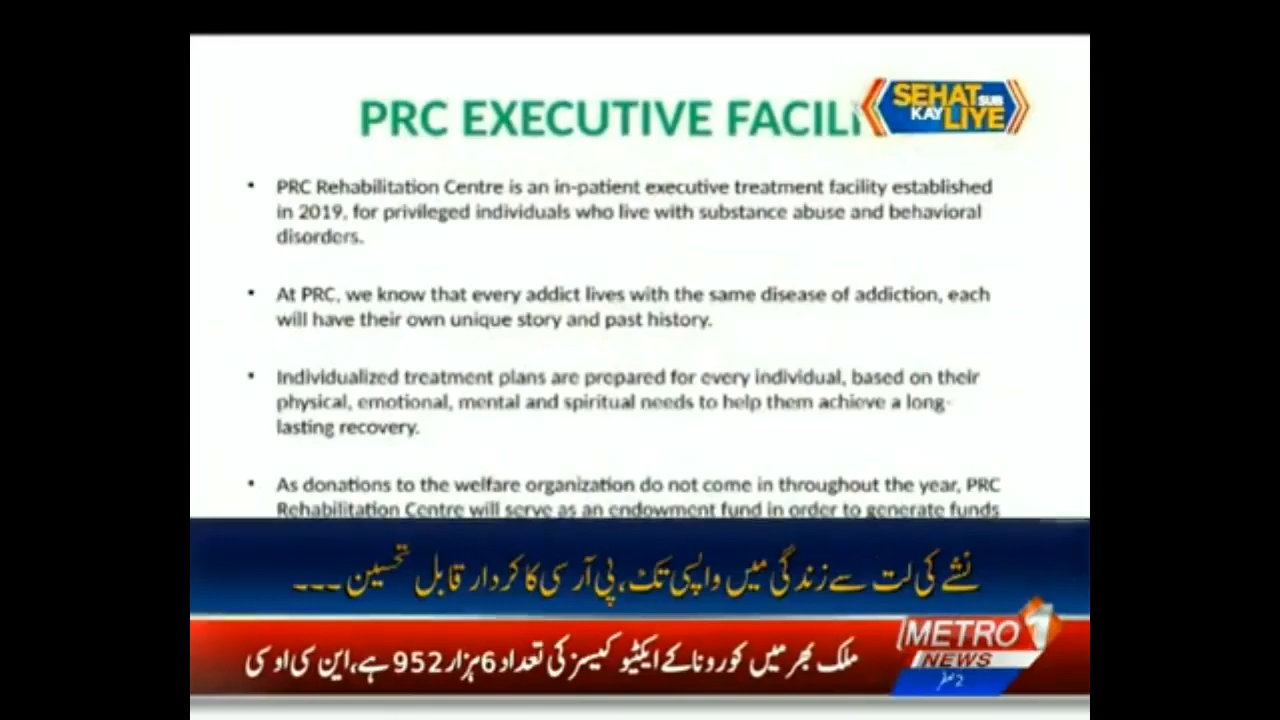 PRC EXECUTIVE FACILI
SEHAT SUB
KAY LIYE
• PRC Rehabilitation Centre is an in-patient executive treatment facility established
in 2019, for privileged individuals who live with substance abuse and behavioral
disorders.
• At PRC, we know that every addict lives with the same disease of addiction, each
will have their own unique story and past history.
• Individualized treatment plans are prepared for every individual, based on their
physical, emotional, mental and spiritual needs to help them achieve a long-
lasting recovery.
• As donations to the welfare organization do not come in throughout the year, PRC
Rehabilitation Centre will serve as an endowment fund in order to generate funds
نشے کی لت سے زندگی میں واپسی تک، پی آر سی کا کردار قابل تحسین ۔۔۔
ملک بھر میں کورونا کے ایکٹیو کیسز کی تعداد 6 ہزار 952 ہے، این سی او سی
METRO 1
NEWS
2 صفر